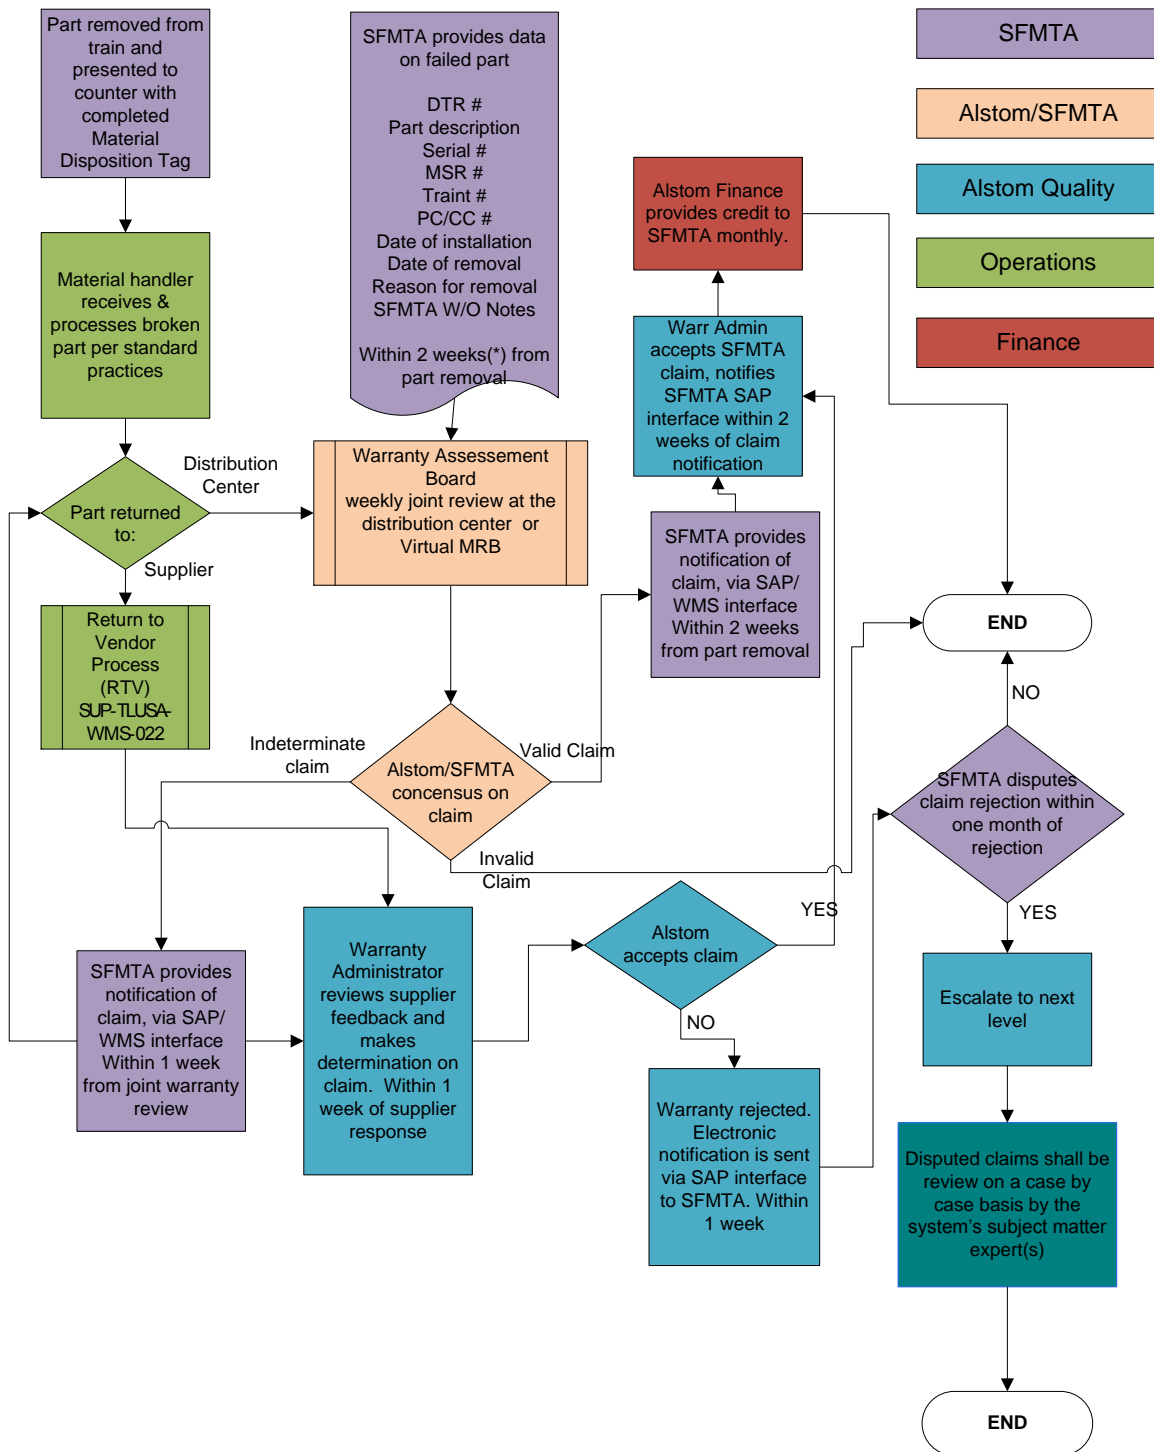 Part removed from
train and
presented to
counter with
completed
Material
Disposition Tag
SFMTA provides data
on failed part
DTR #
Part description
Serial #
MSR #
Traint #
PC/CC #
Date of installation
Date of removal
Reason for removal
SFMTA W/O Notes
Within 2 weeks(*) from
part removal
SFMTA
Alstom/SFMTA
Alstom Quality
Operations
Finance
Alstom Finance
provides credit to
SFMTA monthly.
Material handler
receives &
processes broken
part per standard
practices
Warr Admin
accepts SFMTA
claim, notifies
SFMTA SAP
interface within 2
weeks of claim
notification
Distribution
Center
Part returned
to:
Supplier
Warranty Assessement
Board
weekly joint review at the
distribution center or
Virtual MRB
SFMTA provides
notification of
claim, via SAP/
WMS interface
Within 2 weeks
from part removal
END
NO
Return to
Vendor
Process
(RTV)
SUP-TLUSA-
WMS-022
Indeterminate
claim
Valid Claim
Alstom/SFMTA
concensus on
claim
Invalid
Claim
SFMTA disputes
claim rejection within
one month of
rejection
YES
YES
Alstom
accepts claim
NO
SFMTA provides
notification of
claim, via SAP/
WMS interface
Within 1 week
from joint warranty
review
Warranty
Administrator
reviews supplier
feedback and
makes
determination on
claim. Within 1
week of supplier
response
Escalate to next
level
Warranty rejected.
Electronic
notification is sent
via SAP interface
to SFMTA. Within
1 week
Disputed claims shall be
review on a case by
case basis by the
system's subject matter
expert(s)
END